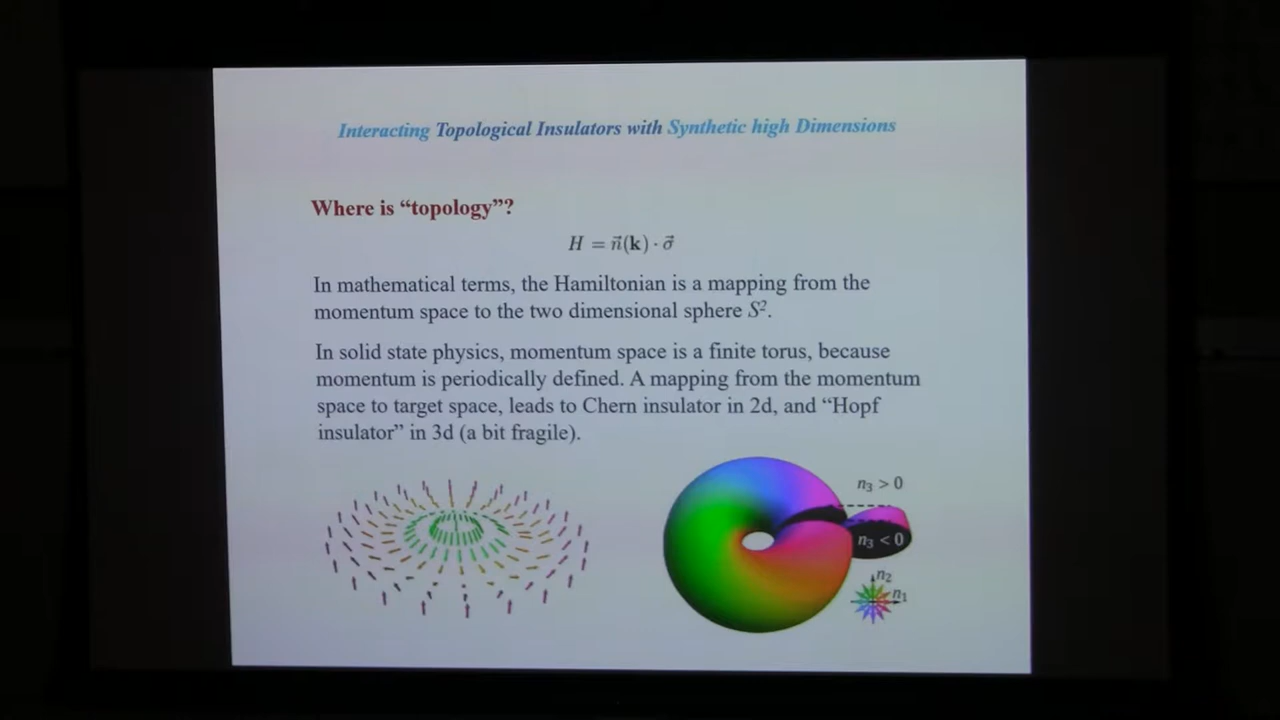 Interacting Topological Insulators with Synthetic high Dimensions
Where is “topology”?
H = n⃗(k) · σ⃗
In mathematical terms, the Hamiltonian is a mapping from the
momentum space to the two dimensional sphere S².
In solid state physics, momentum space is a finite torus, because
momentum is periodically defined. A mapping from the momentum
space to target space, leads to Chern insulator in 2d, and “Hopf
insulator” in 3d (a bit fragile).
n₃ > 0
n₃ < 0
n₂
n₁